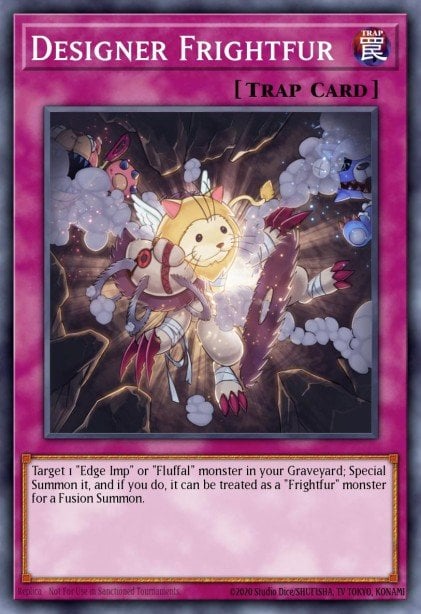 Designer Frightfur
TRAP
罠
[Trap Card]
Target 1 "Edge Imp" or "Fluffal" monster in your Graveyard; Special
Summon it, and if you do, it can be treated as a "Frightfur" monster
for a Fusion Summon.
Replica - Not For Use in Sanctioned Tournaments
©2020 Studio Dice/SHUEISHA, TV TOKYO, KONAMI